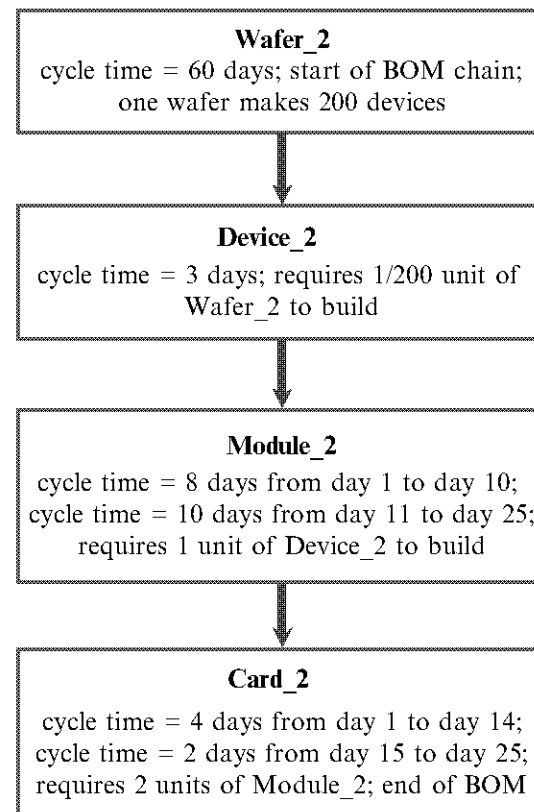 Wafer_2
cycle time = 60 days; start of BOM chain;
one wafer makes 200 devices
Device_2
cycle time = 3 days; requires 1/200 unit of
Wafer_2 to build
Module_2
cycle time = 8 days from day 1 to day 10;
cycle time = 10 days from day 11 to day 25;
requires 1 unit of Device_2 to build
Card_2
cycle time = 4 days from day 1 to day 14;
cycle time = 2 days from day 15 to day 25;
requires 2 units of Module_2; end of BOM